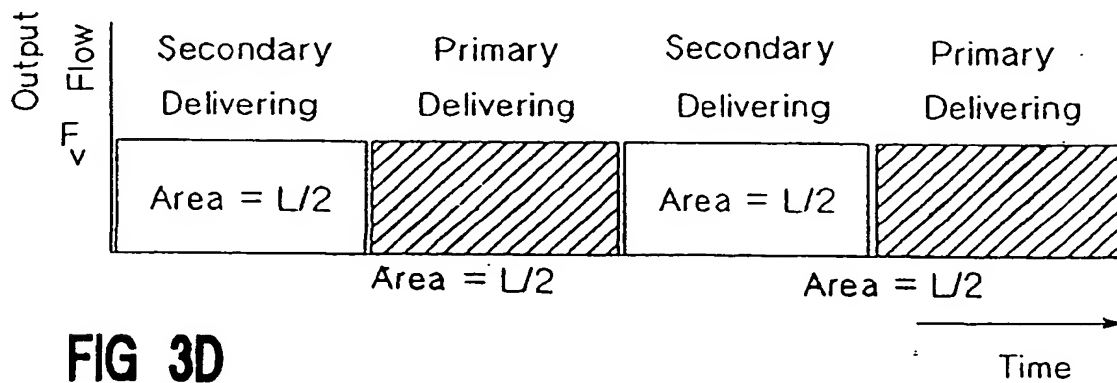 Output
Flow
F
Secondary Primary Secondary Primary
Delivering Delivering Delivering Delivering
Area = L/2 Area = L/2
Area = L/2 Area = L/2
FIG 3D
Time